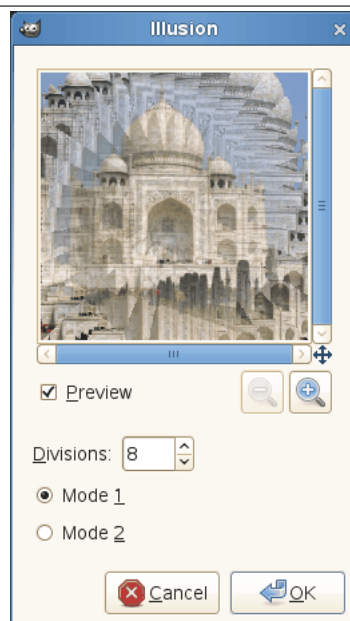 Illusion
Preview
Divisions: 8
Mode 1
Mode 2
Cancel OK